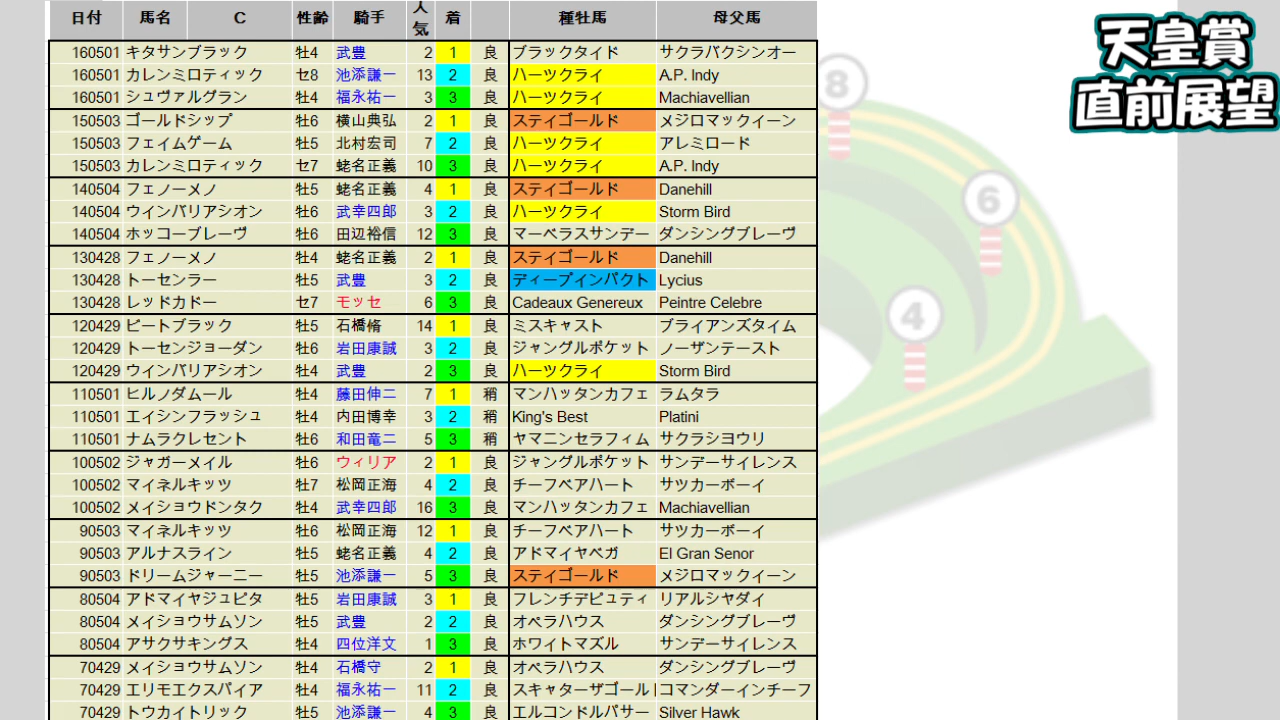 日付 馬名 C 性齢 騎手 人気 着 種牡馬 母父馬
160501 キタサンブラック 牡4 武豊 2 1 良 ブラックタイド サクラバクシンオー
160501 カレンミロティック セ8 池添謙一 13 2 良 ハーツクライ A.P. Indy
160501 シュヴァルグラン 牡4 福永祐一 3 3 良 ハーツクライ Machiavellian
150503 ゴールドシップ 牡6 横山典弘 2 1 良 ステイゴールド メジロマックイーン
150503 フェイムゲーム 牡5 北村宏司 7 2 良 ハーツクライ アレミロード
150503 カレンミロティック セ7 蛯名正義 10 3 良 ハーツクライ A.P. Indy
140504 フェノーメノ 牡5 蛯名正義 4 1 良 ステイゴールド Danehill
140504 ウインバリアシオン 牡6 武幸四郎 3 2 良 ハーツクライ Storm Bird
140504 ホッコーブレーヴ 牡6 田辺裕信 12 3 良 マーベラスサンデー ダンシングブレーヴ
130428 フェノーメノ 牡4 蛯名正義 2 1 良 ステイゴールド Danehill
130428 トーセンラー 牡5 武豊 3 2 良 ディープインパクト Lycius
130428 レッドカドー セ7 モッセ 6 3 良 Cadeaux Genereux Peintre Celebre
120429 ビートブラック 牡5 石橋脩 14 1 良 ミスキャスト ブライアンズタイム
120429 トーセンジョーダン 牡6 岩田康誠 3 2 良 ジャングルポケット ノーザンテースト
120429 ウインバリアシオン 牡4 武豊 2 3 良 ハーツクライ Storm Bird
110501 ヒルノダムール 牡4 藤田伸二 7 1 稍 マンハッタンカフェ ラムタラ
110501 エイシンフラッシュ 牡4 内田博幸 3 2 稍 King's Best Platini
110501 ナムラクレセント 牡6 和田竜二 5 3 稍 ヤマニンセラフィム サクラショウリ
100502 ジャガーメイル 牡6 ウィリア 2 1 良 ジャングルポケット サンデーサイレンス
100502 マイネルキッツ 牡7 松岡正海 4 2 良 チーフベアハート サッカーボーイ
100502 メイショウドンタク 牡4 武幸四郎 16 3 良 マンハッタンカフェ Machiavellian
90503 マイネルキッツ 牡6 松岡正海 12 1 良 チーフベアハート サッカーボーイ
90503 アルナスライン 牡5 蛯名正義 4 2 良 アドマイヤベガ El Gran Senor
90503 ドリームジャーニー 牡5 池添謙一 5 3 良 ステイゴールド メジロマックイーン
80504 アドマイヤジュピタ 牡5 岩田康誠 3 1 良 フレンチデピュティ リアルシヤダイ
80504 メイショウサムソン 牡5 武豊 2 2 良 オペラハウス ダンシングブレーヴ
80504 アサクサキングス 牡4 四位洋文 1 3 良 ホワイトマズル サンデーサイレンス
70429 メイショウサムソン 牡4 石橋守 2 1 良 オペラハウス ダンシングブレーヴ
70429 エリモエクスパイア 牡4 福永祐一 11 2 良 スキャターザゴール コマンダーインチーフ
70429 トウカイトリック 牡5 池添謙一 4 3 良 エルコンドルパサー Silver Hawk
天皇賞
直前展望
8
6
4